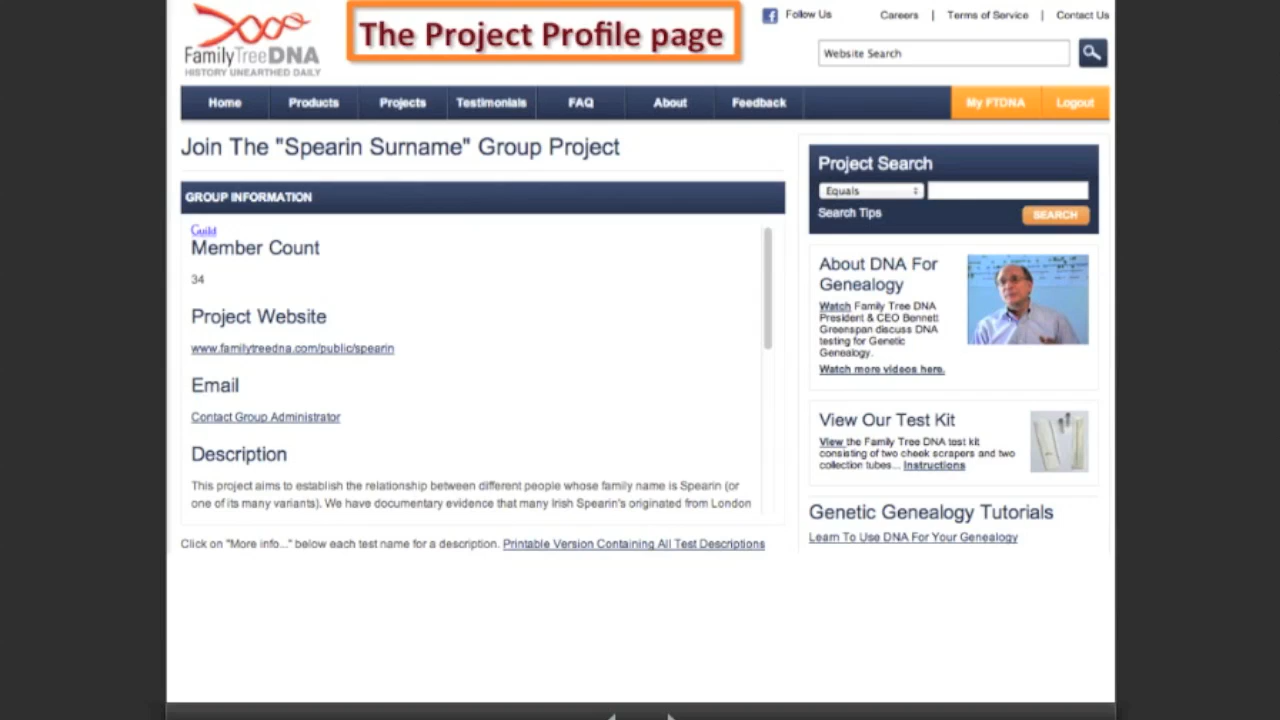 The Project Profile page
FamilyTreeDNA
HISTORY UNEARTHED DAILY
Follow Us
Careers | Terms of Service | Contact Us
Website Search
Home
Products
Projects
Testimonials
FAQ
About
Feedback
My FTDNA
Logout
Join The "Spearin Surname" Group Project
GROUP INFORMATION
Guild
Member Count
34
Project Website
www.familytreedna.com/public/spearin
Email
Contact Group Administrator
Description
This project aims to establish the relationship between different people whose family name is Spearin (or
one of its many variants). We have documentary evidence that many Irish Spearin's originated from London
Click on "More info..." below each test name for a description. Printable Version Containing All Test Descriptions
Project Search
Equals
Search Tips
SEARCH
About DNA For
Genealogy
Watch Family Tree DNA
President & CEO Bennett
Greenspan discuss DNA
testing for Genetic
Genealogy.
Watch more videos here.
View Our Test Kit
View the Family Tree DNA test kit
consisting of two cheek scrapers and two
collection tubes... Instructions
Genetic Genealogy Tutorials
Learn To Use DNA For Your Genealogy